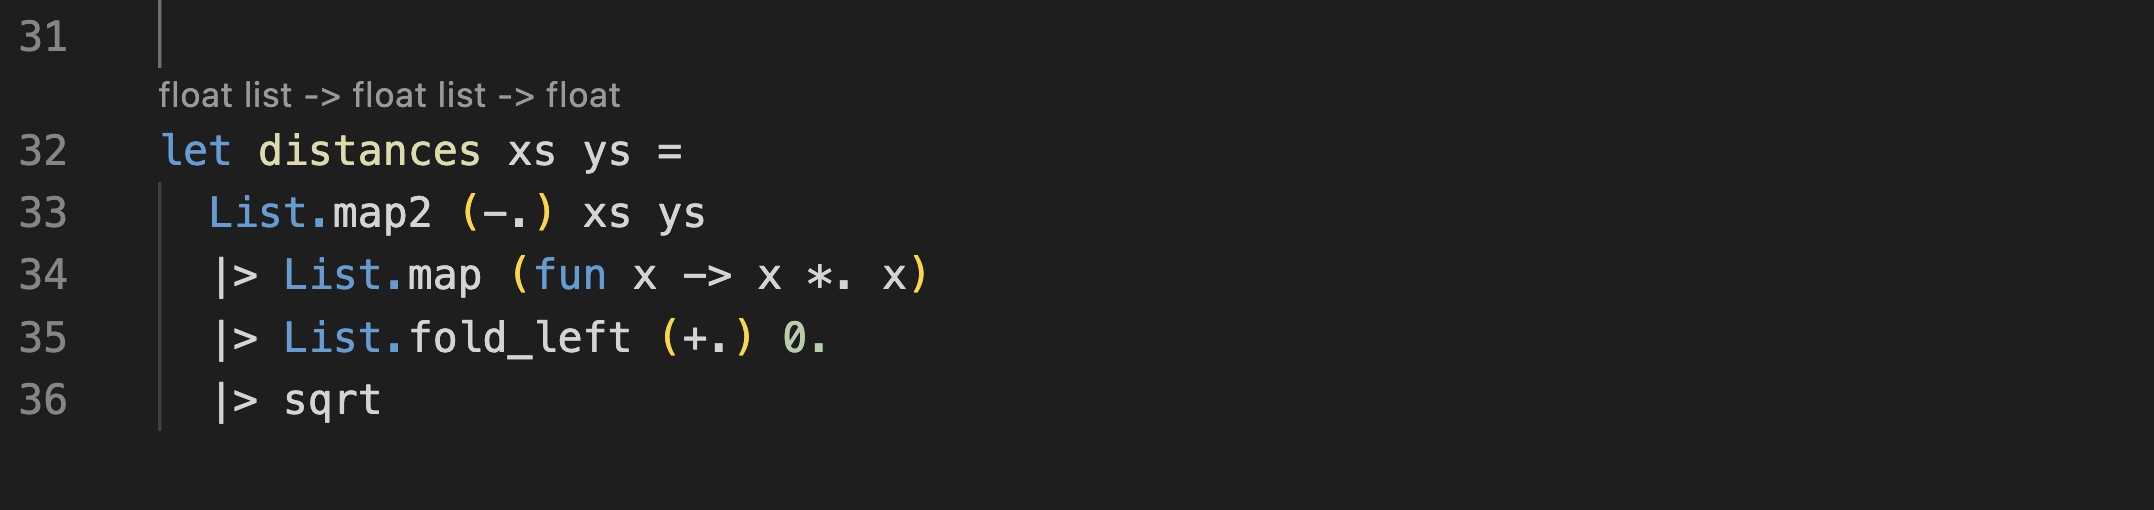 31
float list -> float list -> float
32 let distances xs ys =
33 List.map2 (-.) xs ys
34 |> List.map (fun x -> x *. x)
35 |> List.fold_left (+.) 0.
36 |> sqrt